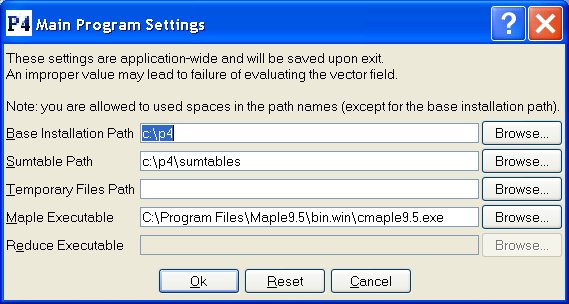 P4 Main Program Settings
These settings are application-wide and will be saved upon exit.
An improper value may lead to failure of evaluating the vector field.
Note: you are allowed to used spaces in the path names (except for the base installation path).
Base Installation Path c:\p4 Browse...
Sumtable Path c:\p4\sumtables Browse...
Temporary Files Path Browse...
Maple Executable C:\Program Files\Maple9.5\bin.win\cmaple9.5.exe Browse...
Reduce Executable Browse...
Ok Reset Cancel